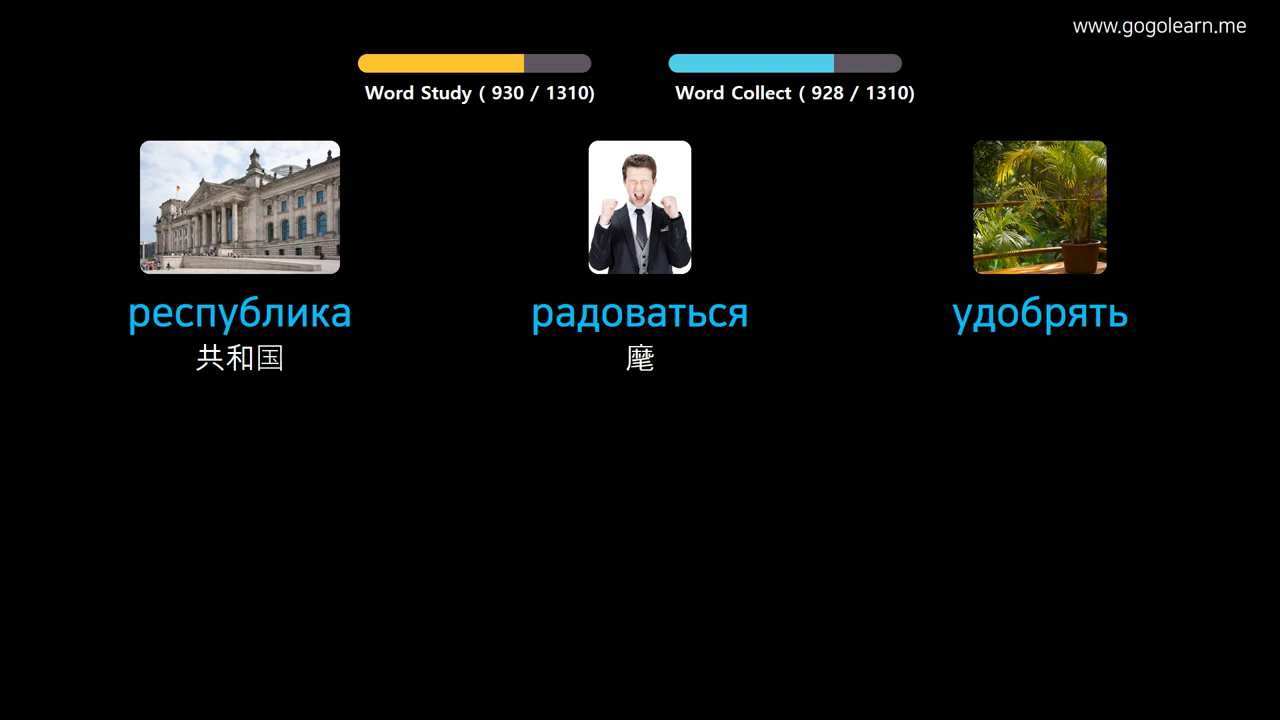 www.gogolearn.me
Word Study ( 930 / 1310)
Word Collect ( 928 / 1310)
республика
радоваться
удобрять
共和国
麾